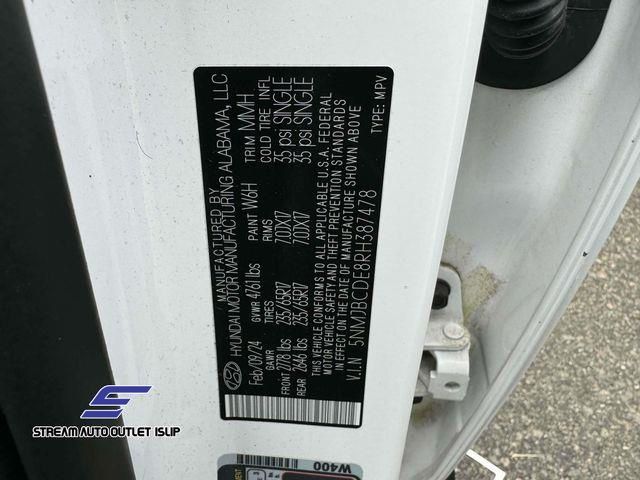 MANUFACTURED BY
HYUNDAI MOTOR MANUFACTURING ALABAMA, LLC
Feb/09/24 PAINT W6H TRIM MMH
GVWR 4761 lbs
GAWR TIRES RIMS COLD TIRE INFL
FRONT 2778 lbs 235/65R17 7.0JX17 35 psi SINGLE
REAR 2646 lbs 235/65R17 7.0JX17 35 psi SINGLE
THIS VEHICLE CONFORMS TO ALL APPLICABLE U.S.A. FEDERAL
MOTOR VEHICLE SAFETY AND THEFT PREVENTION STANDARDS
IN EFFECT ON THE DATE OF MANUFACTURE SHOWN ABOVE
V.I.N 5NMJBCDE8RH387478 TYPE: MPV
W400
STREAM AUTO OUTLET ISLIP